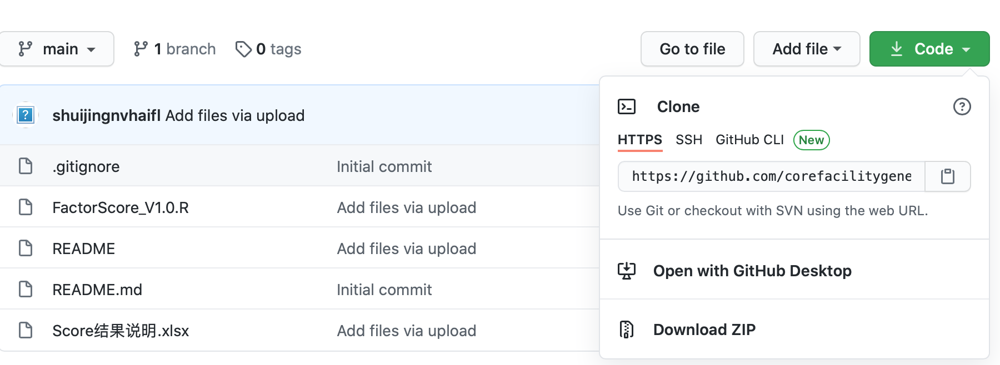 main
1 branch
0 tags
Go to file
Add file
Code
? shuijingnvhaifl Add files via upload
.gitignore Initial commit
FactorScore_V1.0.R Add files via upload
README Add files via upload
README.md Initial commit
Score结果说明.xlsx Add files via upload
Clone ?
HTTPS SSH GitHub CLI New
https://github.com/corefacilitygene
Use Git or checkout with SVN using the web URL.
Open with GitHub Desktop
Download ZIP